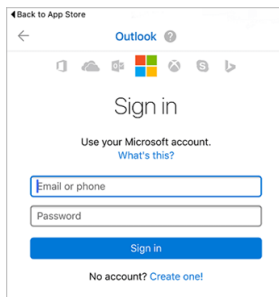 Back to App Store
Outlook ?
Sign in
Use your Microsoft account.
What's this?
Email or phone
Password
Sign in
No account? Create one!